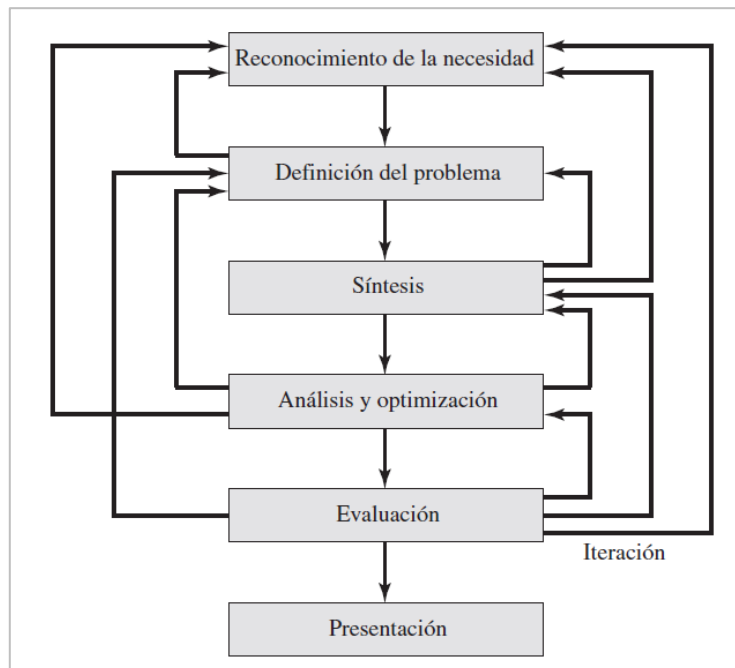 Reconocimiento de la necesidad
Definición del problema
Síntesis
Análisis y optimización
Evaluación
Iteración
Presentación